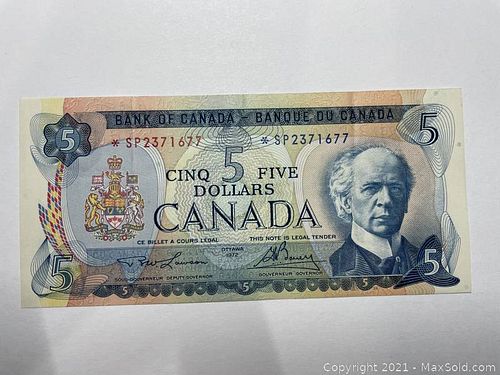 BANK OF CANADA - BANQUE DU CANADA
5 5
* SP2371677 * SP2371677
CINQ 5 FIVE
DOLLARS
CANADA
CE BILLET A COURS LÉGAL THIS NOTE IS LEGAL TENDER
OTTAWA
1972
SOUS-GOUVERNEUR DEPUTY GOVERNOR GOUVERNEUR GOVERNOR
5 5 5 5
Copyright 2021 - MaxSold.com